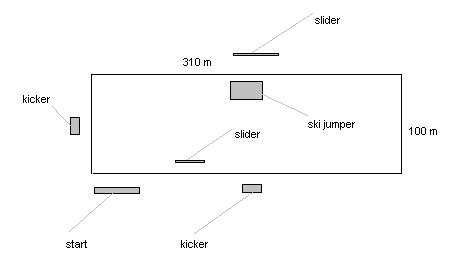 slider
310 m
kicker
ski jumper
slider
100 m
start
kicker